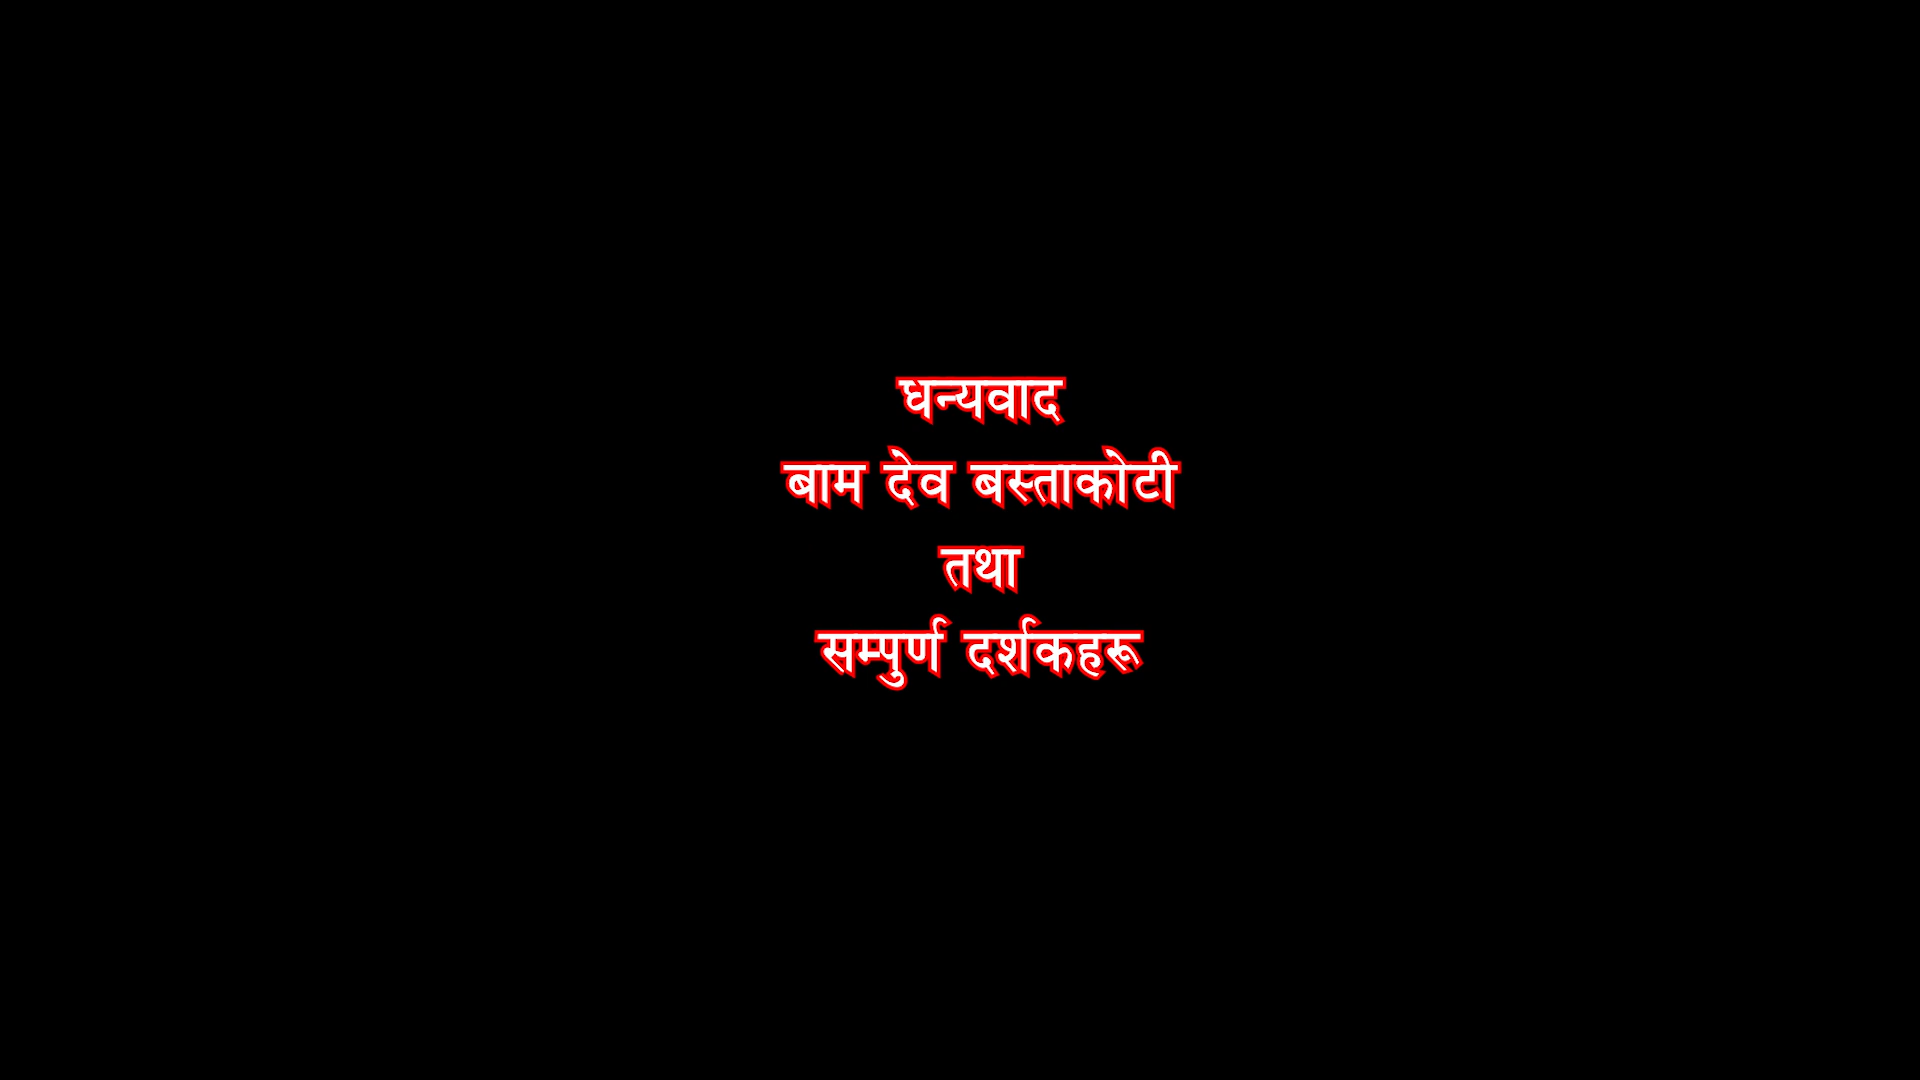 धन्यवाद
बाम देव बस्ताकोटी
तथा
सम्पुर्ण दर्शकहरू